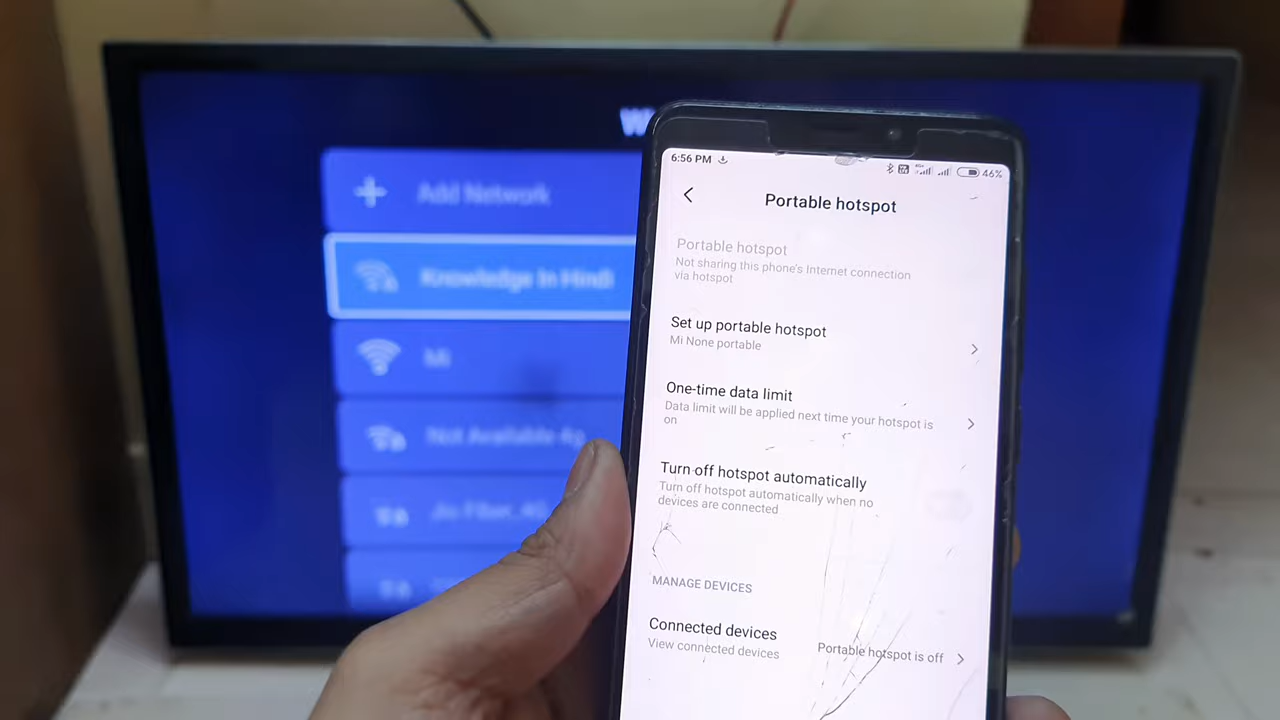 Add Network
Knowledge In Hindi
Mi
Not Available 4g
Jio Fiber_4G
6:56 PM
46%
Portable hotspot
Portable hotspot
Not sharing this phone's Internet connection
via hotspot
Set up portable hotspot
Mi None portable
One-time data limit
Data limit will be applied next time your hotspot is
on
Turn off hotspot automatically
Turn off hotspot automatically when no
devices are connected
MANAGE DEVICES
Connected devices
View connected devices
Portable hotspot is off